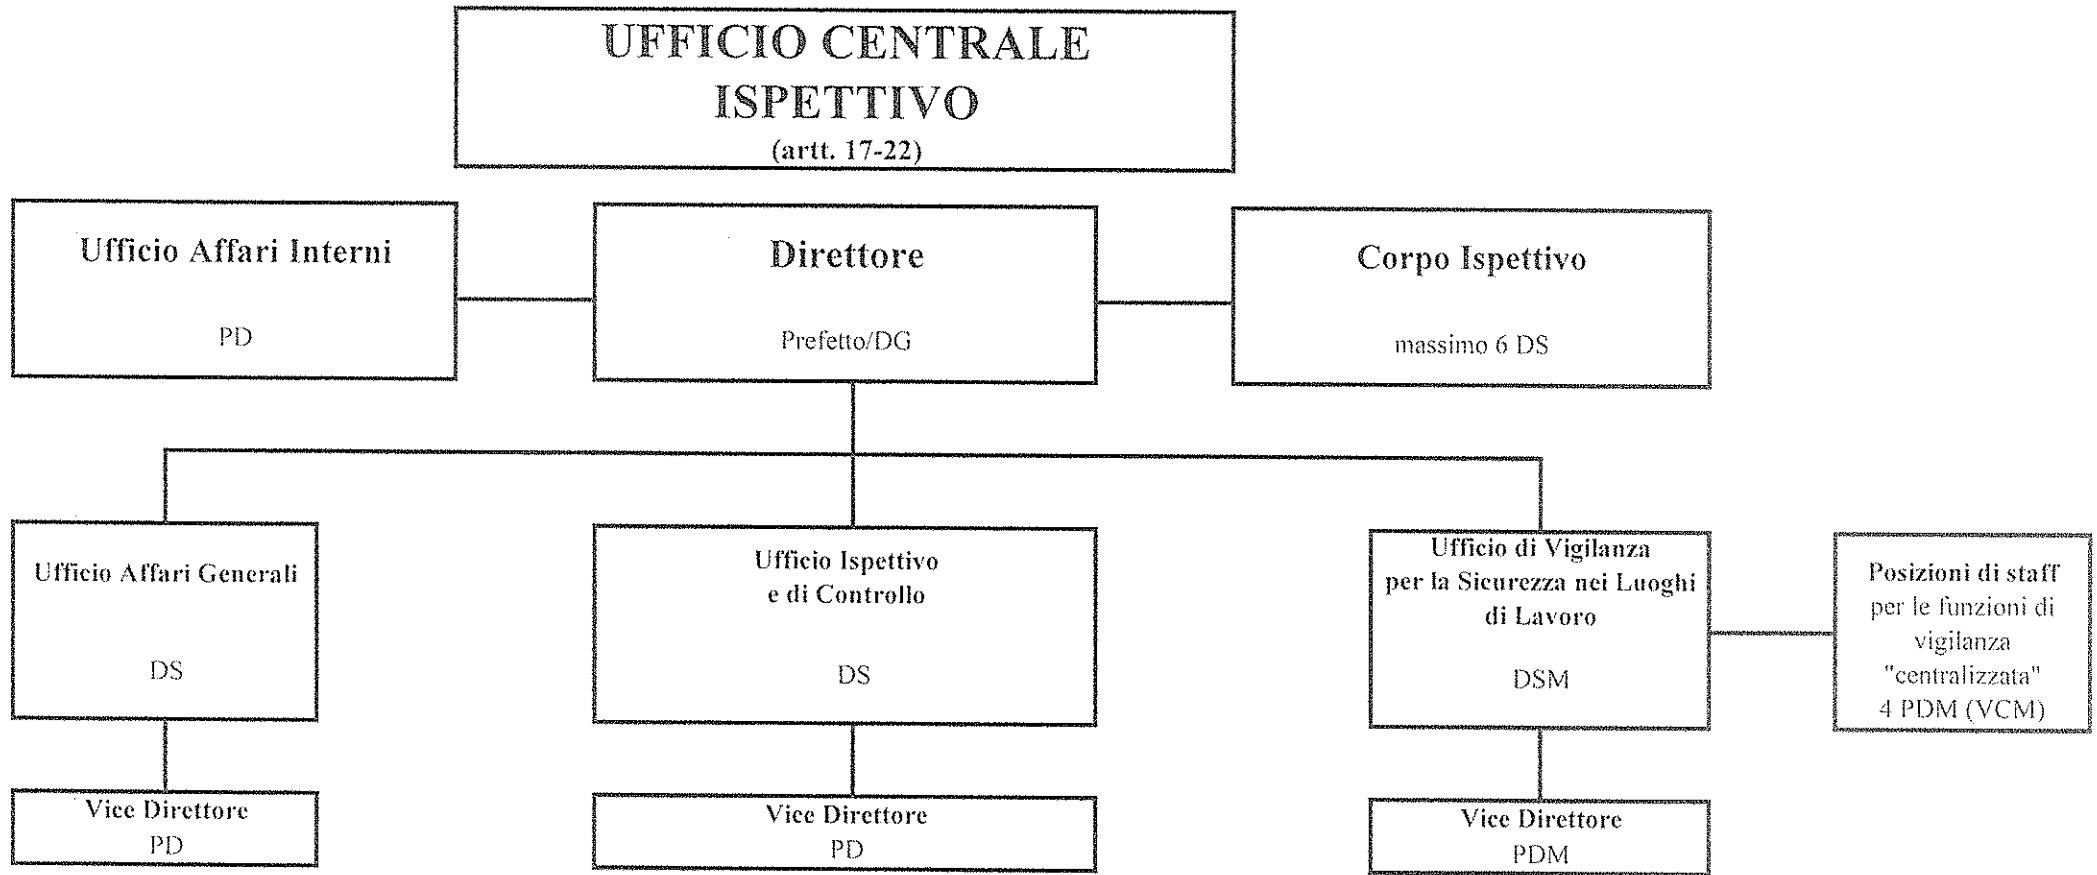 UFFICIO CENTRALE
ISPETTIVO
(artt. 17-22)
Ufficio Affari Interni
PD
Direttore
Prefetto/DG
Corpo Ispettivo
massimo 6 DS
Ufficio Affari Generali
DS
Ufficio Ispettivo
e di Controllo
DS
Ufficio di Vigilanza
per la Sicurezza nei Luoghi
di Lavoro
DSM
Posizioni di staff
per le funzioni di
vigilanza
"centralizzata"
4 PDM (VCM)
Vice Direttore
PD
Vice Direttore
PD
Vice Direttore
PDM